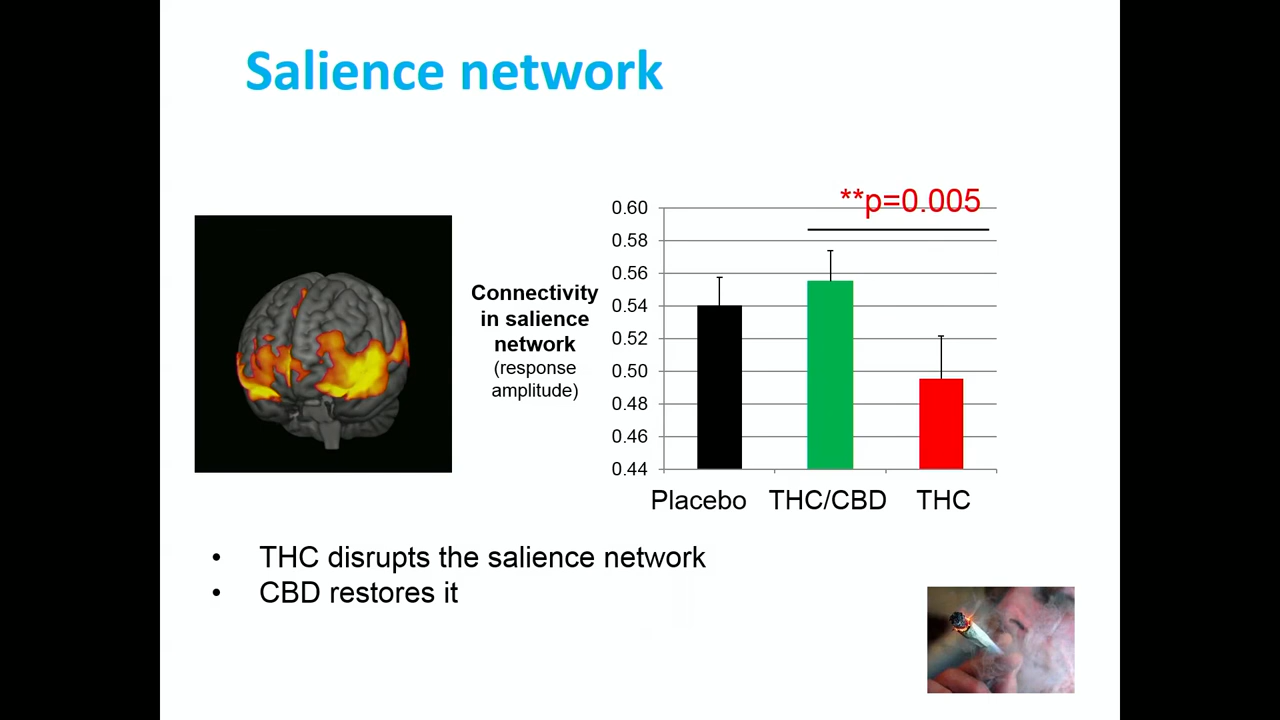 Salience network
**p=0.005
0.60
0.58
0.56
0.54
0.52
0.50
0.48
0.46
0.44
Connectivity
in salience
network
(response
amplitude)
Placebo THC/CBD THC
• THC disrupts the salience network
• CBD restores it